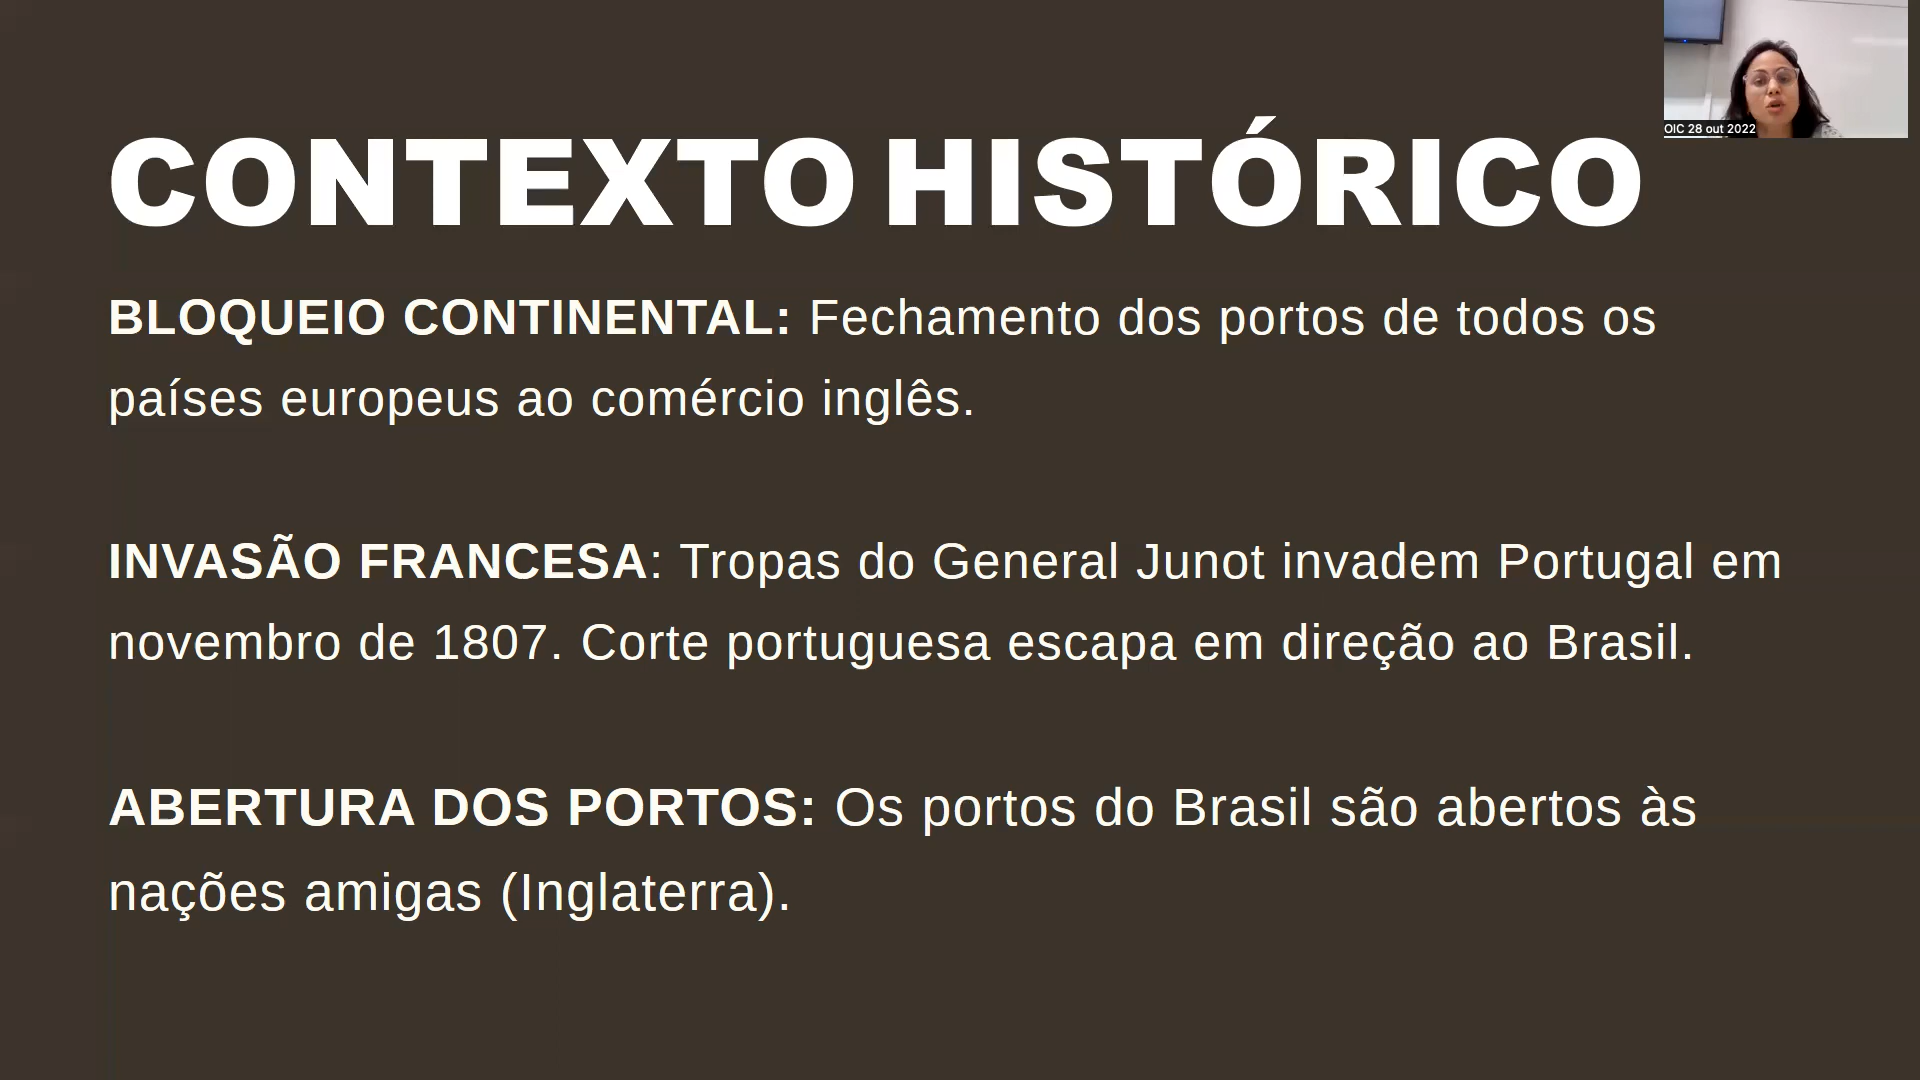 OIC 28 out 2022
CONTEXTO HISTÓRICO
BLOQUEIO CONTINENTAL: Fechamento dos portos de todos os
países europeus ao comércio inglês.
INVASÃO FRANCESA: Tropas do General Junot invadem Portugal em
novembro de 1807. Corte portuguesa escapa em direção ao Brasil.
ABERTURA DOS PORTOS: Os portos do Brasil são abertos às
nações amigas (Inglaterra).